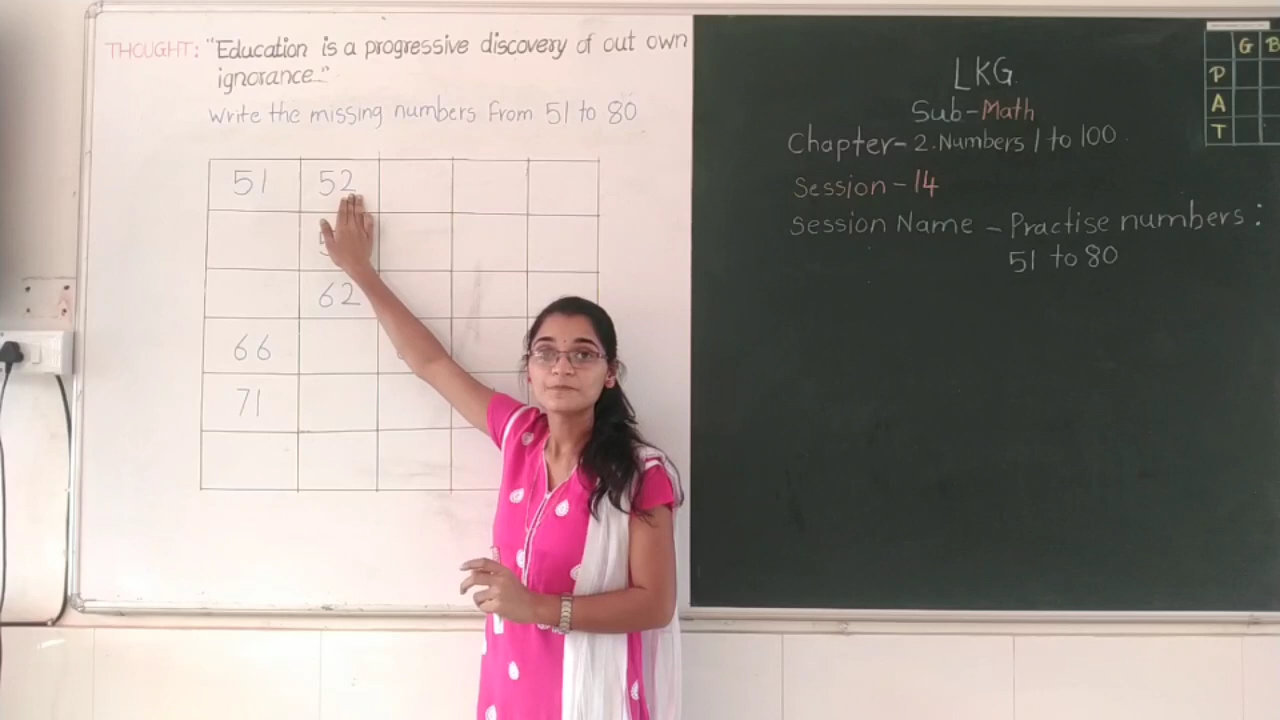 THOUGHT: "Education is a progressive discovery of out own
ignorance."
Write the missing numbers From 51 to 80
51 52
62
66
71
LKG
Sub-Math
Chapter-2.Numbers 1 to 100
Session-14
Session Name - Practise numbers:
51 to 80
G B
P
A
T